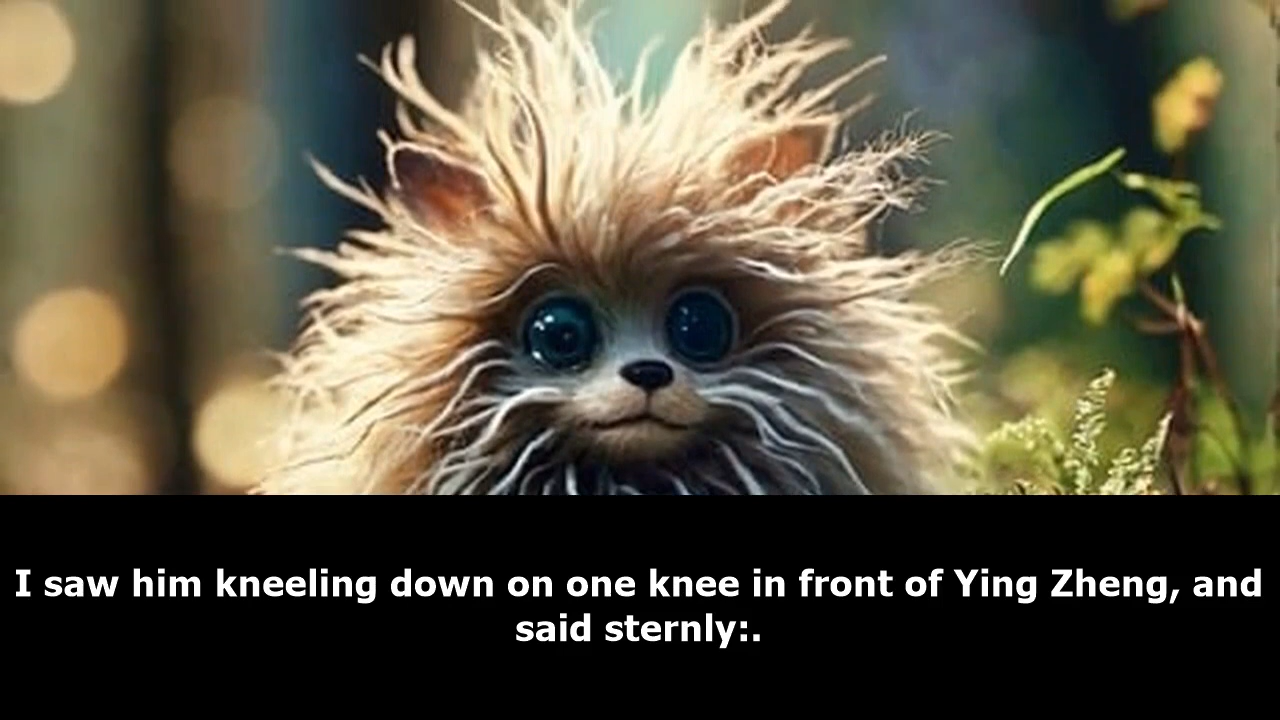 I saw him kneeling down on one knee in front of Ying Zheng, and
said sternly:.